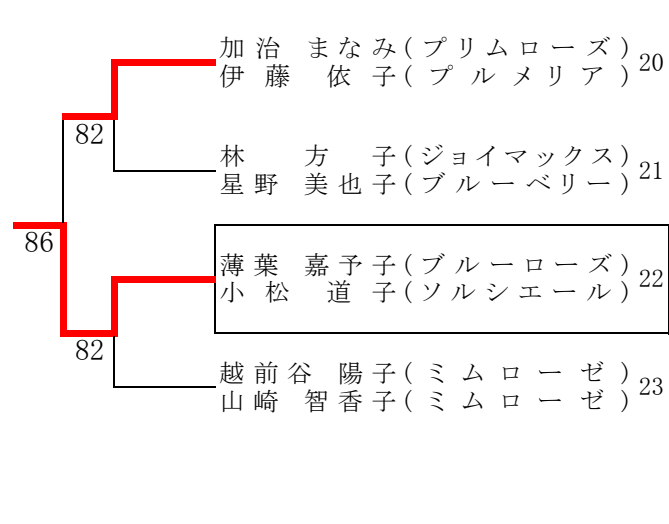 加治 まなみ(プリムローズ) 20
伊藤 依子(プルメリア)
82
林 方子(ジョイマックス) 21
星野 美也子(ブルーベリー)
86
薄葉 嘉予子(ブルーローズ) 22
小松 道子(ソルシエール)
82
越前谷 陽子(ミムローゼ) 23
山崎 智香子(ミムローゼ)